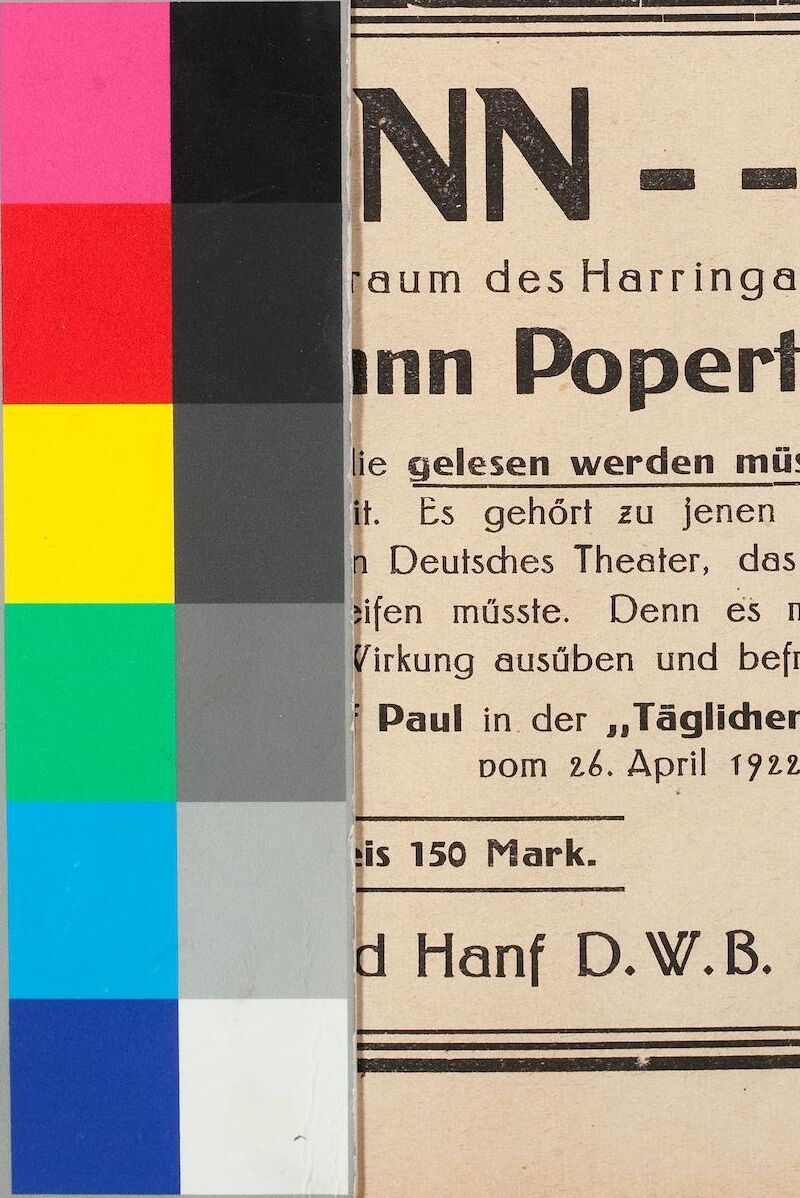 NN - -
raum des Harringa
ann Popert
die gelesen werden müs
it. Es gehört zu jenen
n Deutsches Theater, das
eifen müsste. Denn es n
Wirkung ausüben und befr
f Paul in der „Täglichen
vom 26. April 1922
eis 150 Mark.
d Hanf D.W.B.